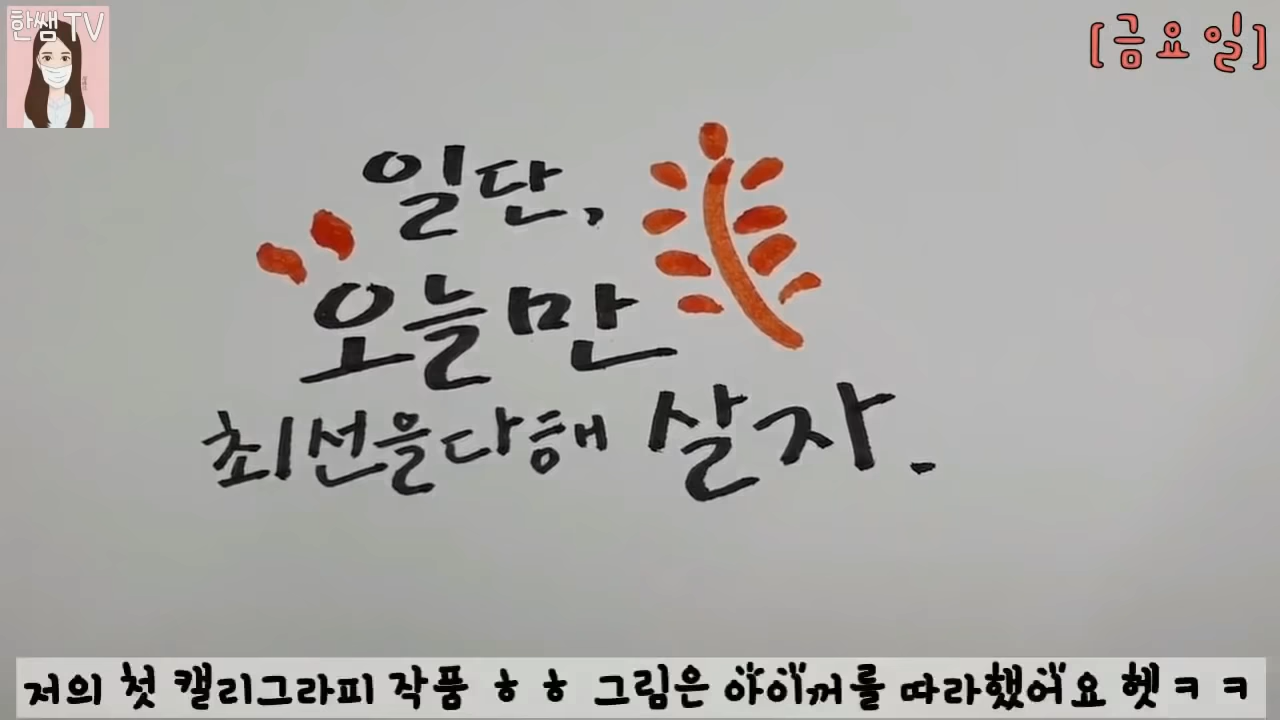 한쌤TV
[금요일]
일단,
오늘만
최선을다해 살자.
저의 첫 캘리그라피 작품 ㅎㅎ 그림은 아이꺼를 따라했어요 헷ㅋㅋ